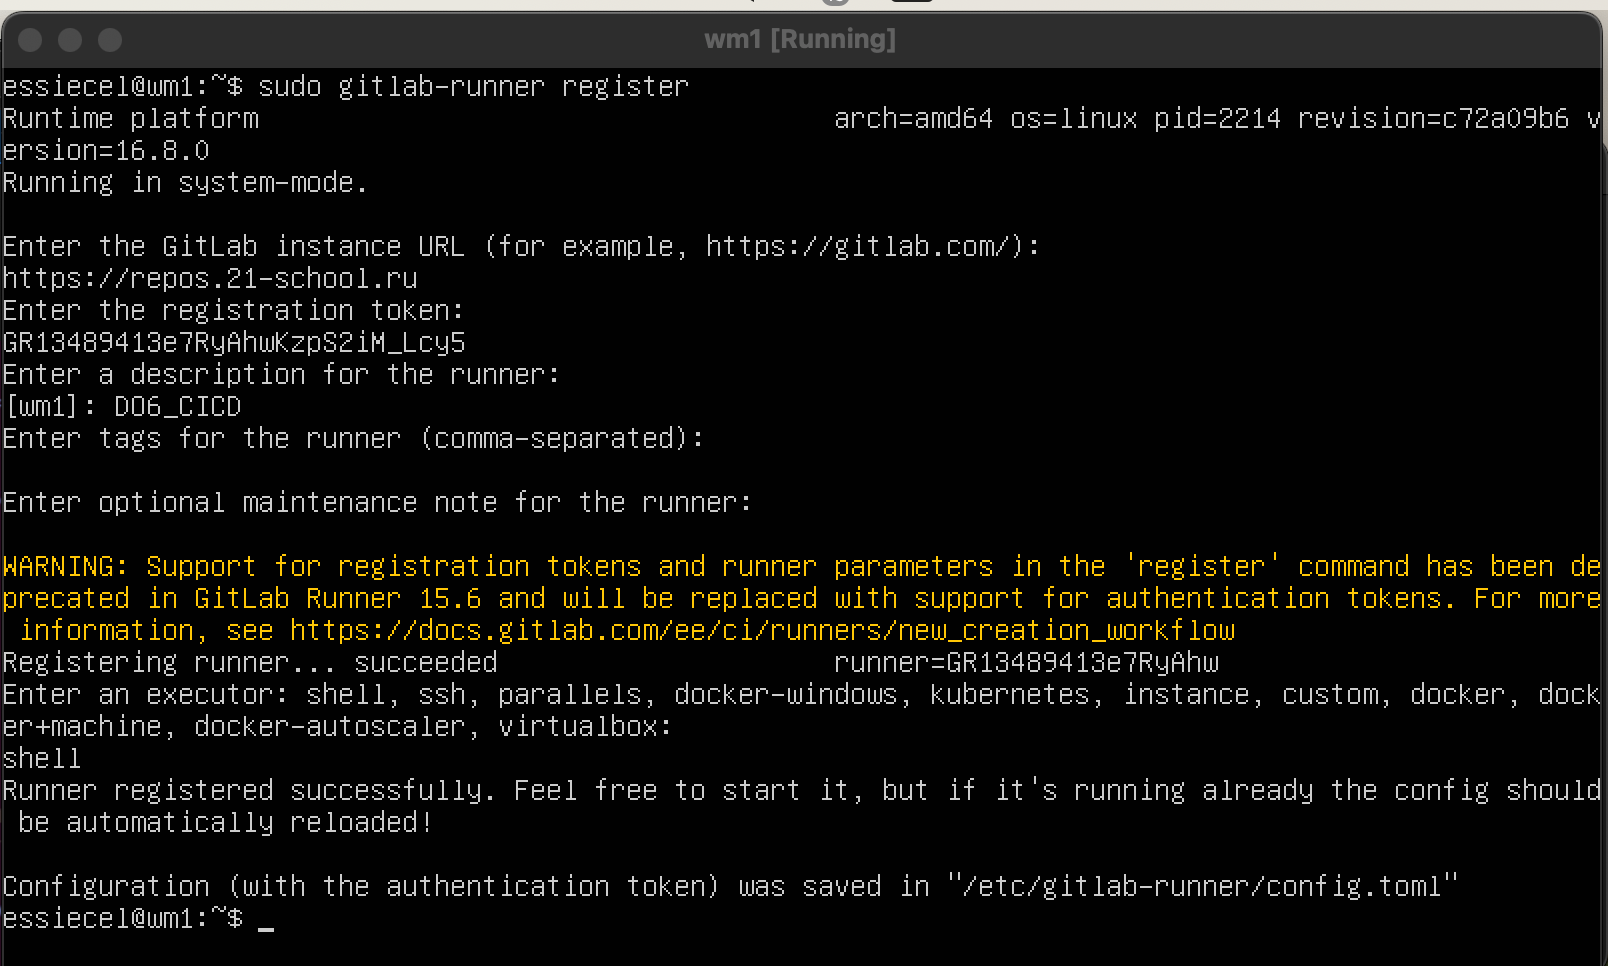 wm1 [Running]
essiecel@wm1:~$ sudo gitlab-runner register
Runtime platform                                    arch=amd64 os=linux pid=2214 revision=c72a09b6 v
ersion=16.8.0
Running in system-mode.
Enter the GitLab instance URL (for example, https://gitlab.com/):
https://repos.21-school.ru
Enter the registration token:
GR13489413e7RyAhwKzpS2iM_Lcy5
Enter a description for the runner:
[wm1]: DO6_CICD
Enter tags for the runner (comma-separated):
Enter optional maintenance note for the runner:
WARNING: Support for registration tokens and runner parameters in the 'register' command has been de
precated in GitLab Runner 15.6 and will be replaced with support for authentication tokens. For more
 information, see https://docs.gitlab.com/ee/ci/runners/new_creation_workflow
Registering runner... succeeded                     runner=GR13489413e7RyAhw
Enter an executor: shell, ssh, parallels, docker-windows, kubernetes, instance, custom, docker, dock
er+machine, docker-autoscaler, virtualbox:
shell
Runner registered successfully. Feel free to start it, but if it's running already the config should
 be automatically reloaded!
Configuration (with the authentication token) was saved in "/etc/gitlab-runner/config.toml"
essiecel@wm1:~$ _